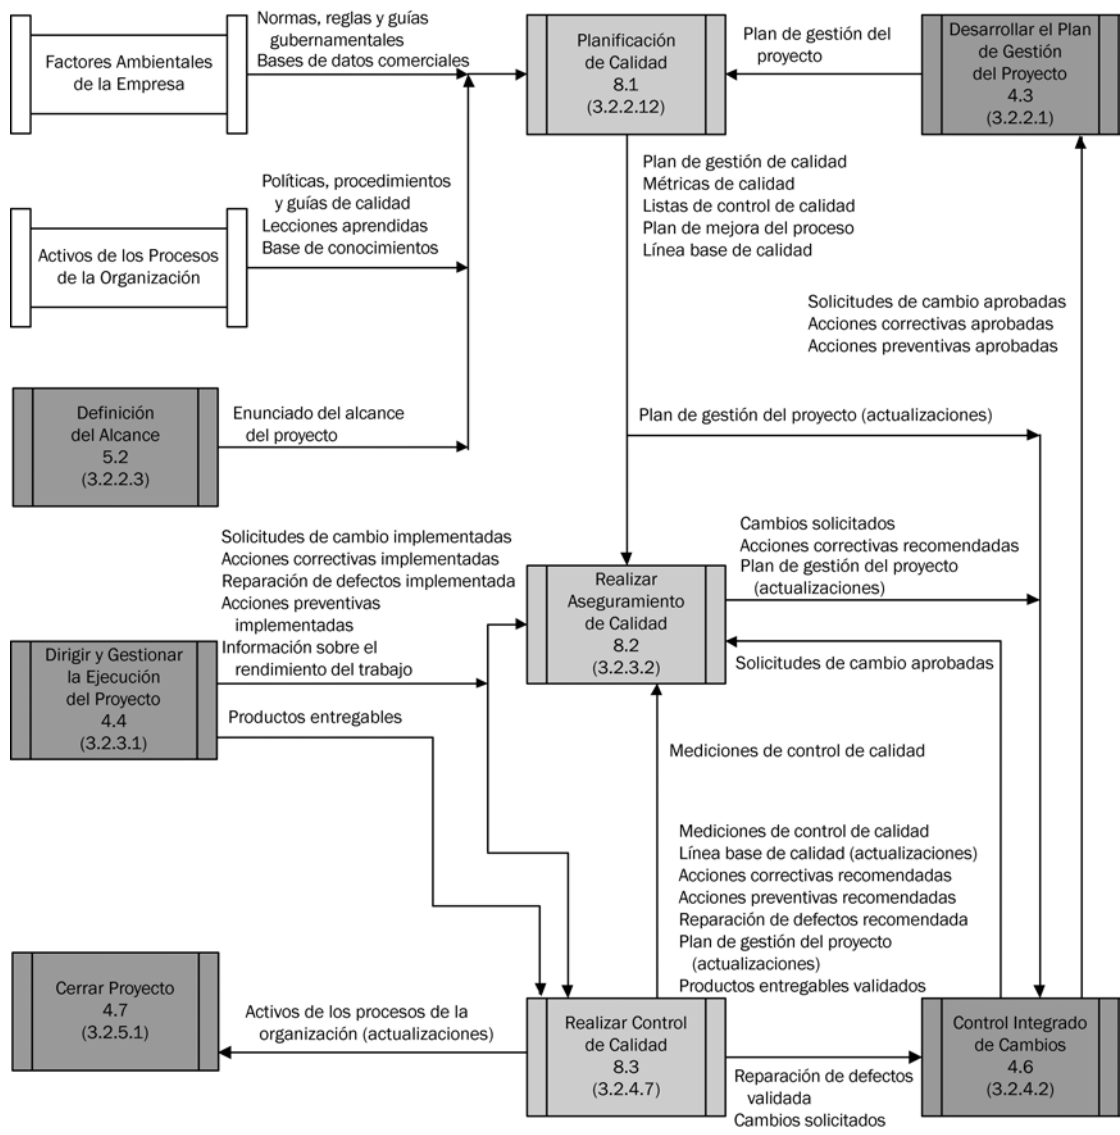 Factores Ambientales
de la Empresa
Normas, reglas y guías
gubernamentales
Bases de datos comerciales
Planificación
de Calidad
8.1
(3.2.2.12)
Plan de gestión del
proyecto
Desarrollar el Plan
de Gestión
del Proyecto
4.3
(3.2.2.1)
Activos de los Procesos
de la Organización
Políticas, procedimientos
y guías de calidad
Lecciones aprendidas
Base de conocimientos
Plan de gestión de calidad
Métricas de calidad
Listas de control de calidad
Plan de mejora del proceso
Línea base de calidad
Solicitudes de cambio aprobadas
Acciones correctivas aprobadas
Acciones preventivas aprobadas
Definición
del Alcance
5.2
(3.2.2.3)
Enunciado del alcance
del proyecto
Plan de gestión del proyecto (actualizaciones)
Solicitudes de cambio implementadas
Acciones correctivas implementadas
Reparación de defectos implementada
Acciones preventivas
implementadas
Información sobre el
rendimiento del trabajo
Realizar
Aseguramiento
de Calidad
8.2
(3.2.3.2)
Cambios solicitados
Acciones correctivas recomendadas
Plan de gestión del proyecto
(actualizaciones)
Solicitudes de cambio aprobadas
Dirigir y Gestionar
la Ejecución
del Proyecto
4.4
(3.2.3.1)
Productos entregables
Mediciones de control de calidad
Mediciones de control de calidad
Línea base de calidad (actualizaciones)
Acciones correctivas recomendadas
Acciones preventivas recomendadas
Reparación de defectos recomendada
Plan de gestión del proyecto
(actualizaciones)
Productos entregables validados
Cerrar Proyecto
4.7
(3.2.5.1)
Activos de los procesos de la
organización (actualizaciones)
Realizar Control
de Calidad
8.3
(3.2.4.7)
Reparación de defectos
validada
Cambios solicitados
Control Integrado
de Cambios
4.6
(3.2.4.2)